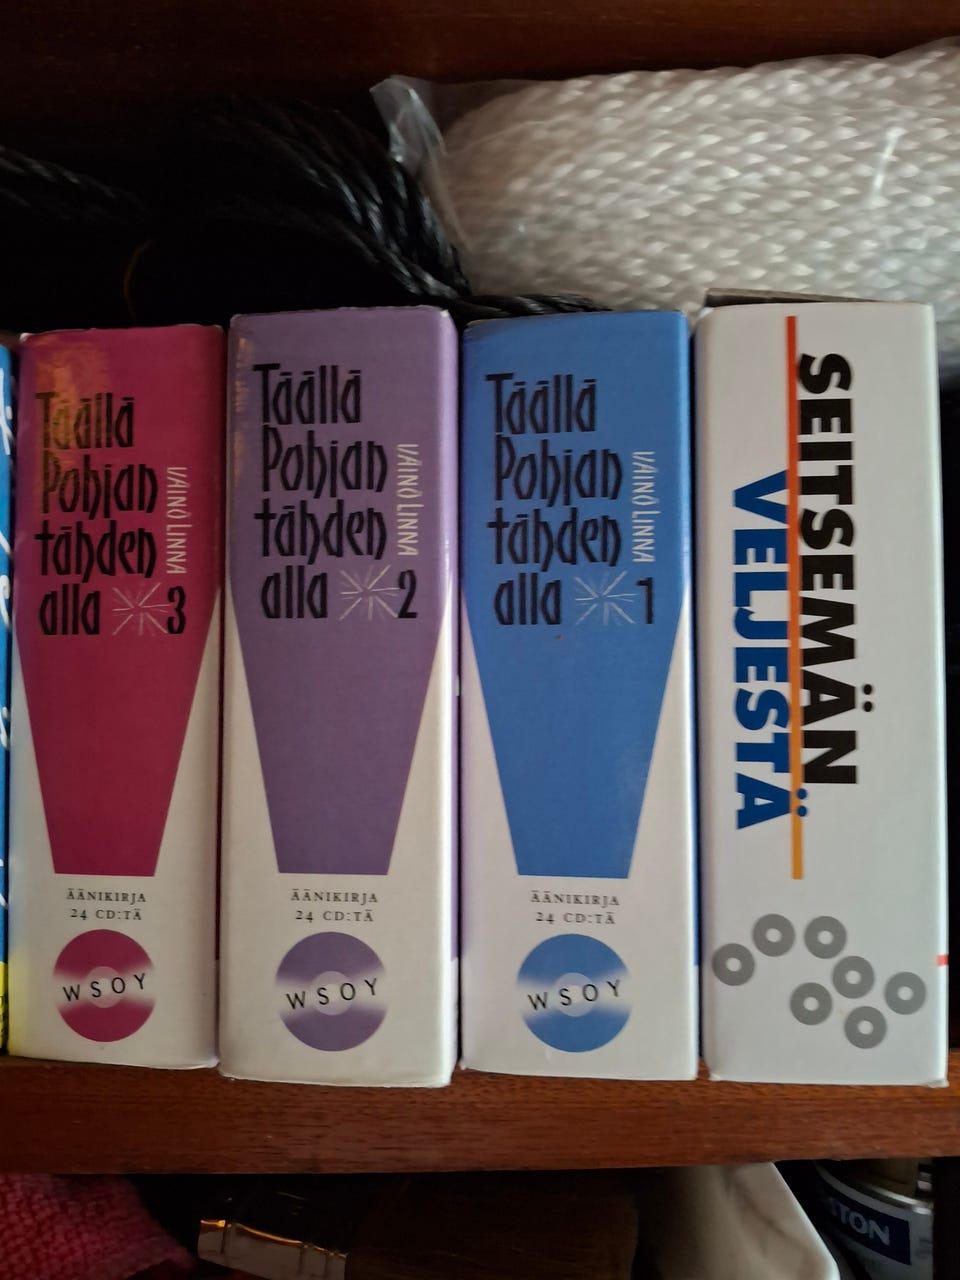 Täällä
Pohjan
tähden
alla 3
VÄINÖ LINNA
ÄÄNIKIRJA
24 CD:TÄ
WSOY
Täällä
Pohjan
tähden
alla 2
VÄINÖ LINNA
ÄÄNIKIRJA
24 CD:TÄ
WSOY
Täällä
Pohjan
tähden
alla 1
VÄINÖ LINNA
ÄÄNIKIRJA
24 CD:TÄ
WSOY
SEITSEMÄN
VELJESTÄ